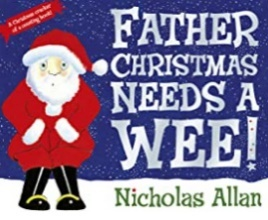 A Christmas cracker
of a counting book!
FATHER
CHRISTMAS
NEEDS A
WEE!
Nicholas Allan